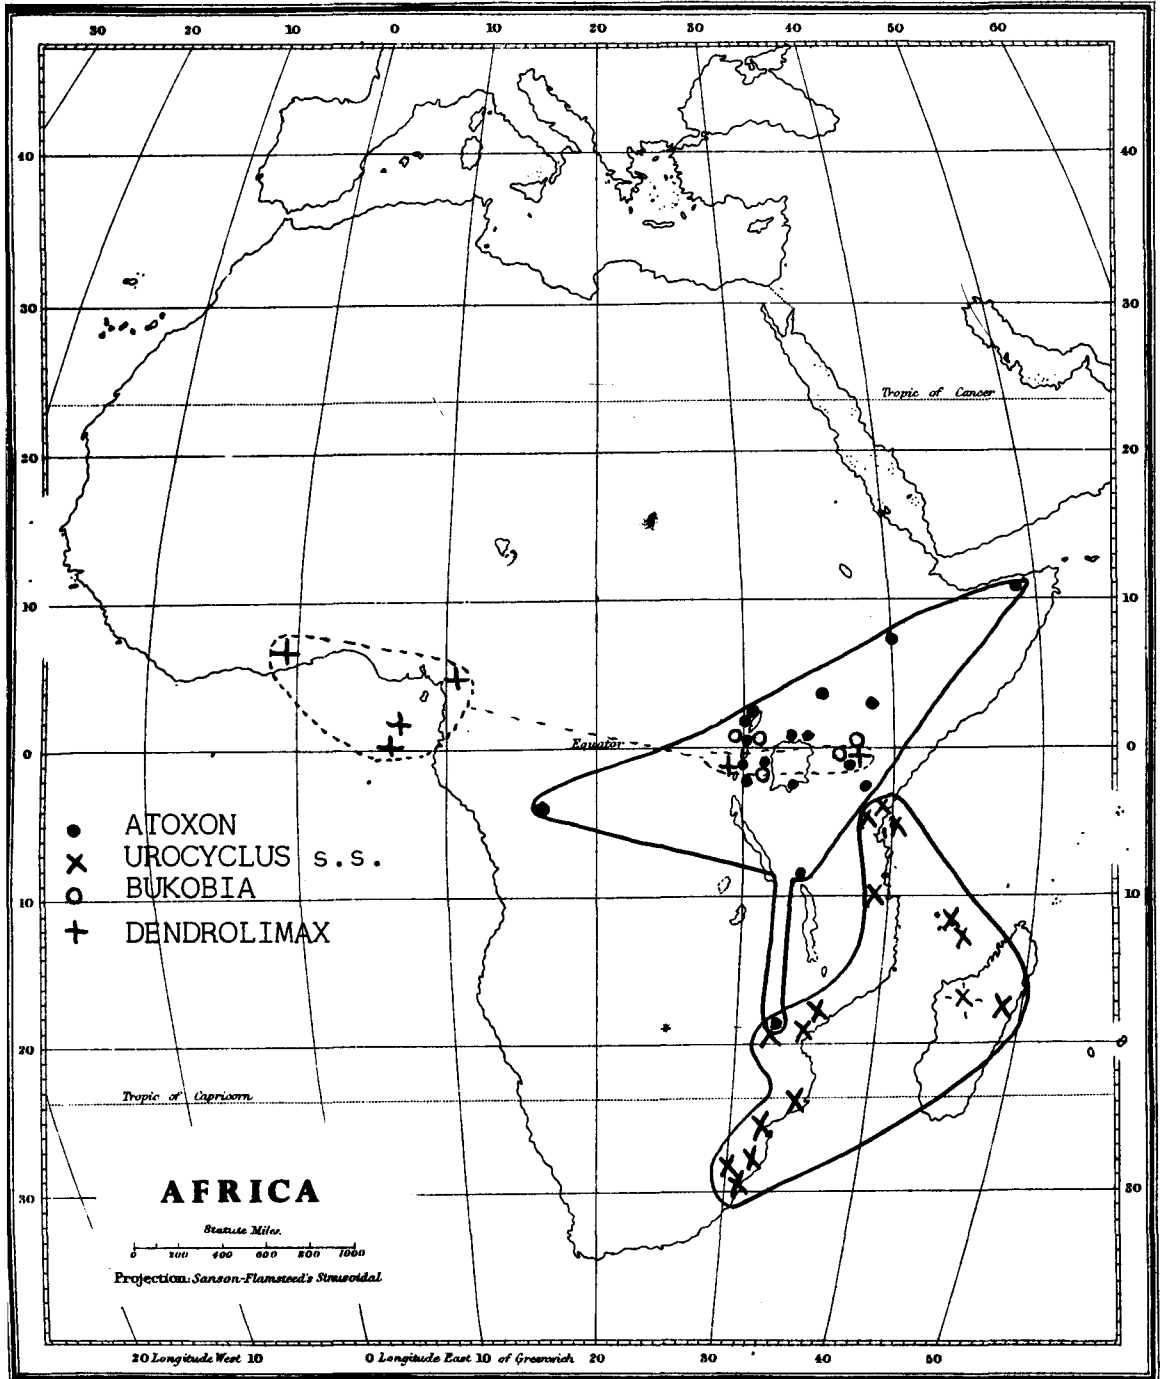 30 20 10 0 10 20 30 40 50 60
40 40
30 30
Tropic of Cancer
20 20
10 10
Equator
0 0
ATOXON
UROCYCLUS s.s.
BUKOBIA
10 10
DENDROLIMAX
20
Tropic of Capricorn
AFRICA
30 30
Statute Miles.
0 200 400 600 800 1000
Projection: Sanson-Flamsteed's Sinusoidal
20 Longitude West 10 0 Longitude East 10 of Greenwich 20 30 40 50